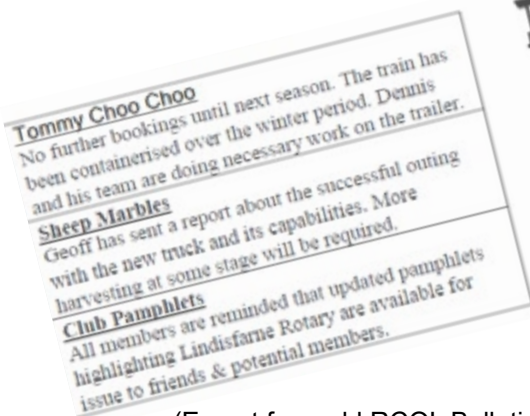 Tommy Choo Choo
No further bookings until next season. The train has
been containerised over the winter period. Dennis
and his team are doing necessary work on the trailer.
Sheep Marbles
Geoff has sent a report about the successful outing
with the new truck and its capabilities. More
harvesting at some stage will be required.
Club Pamphlets
All members are reminded that updated pamphlets
highlighting Lindisfarne Rotary are available for
issue to friends & potential members.